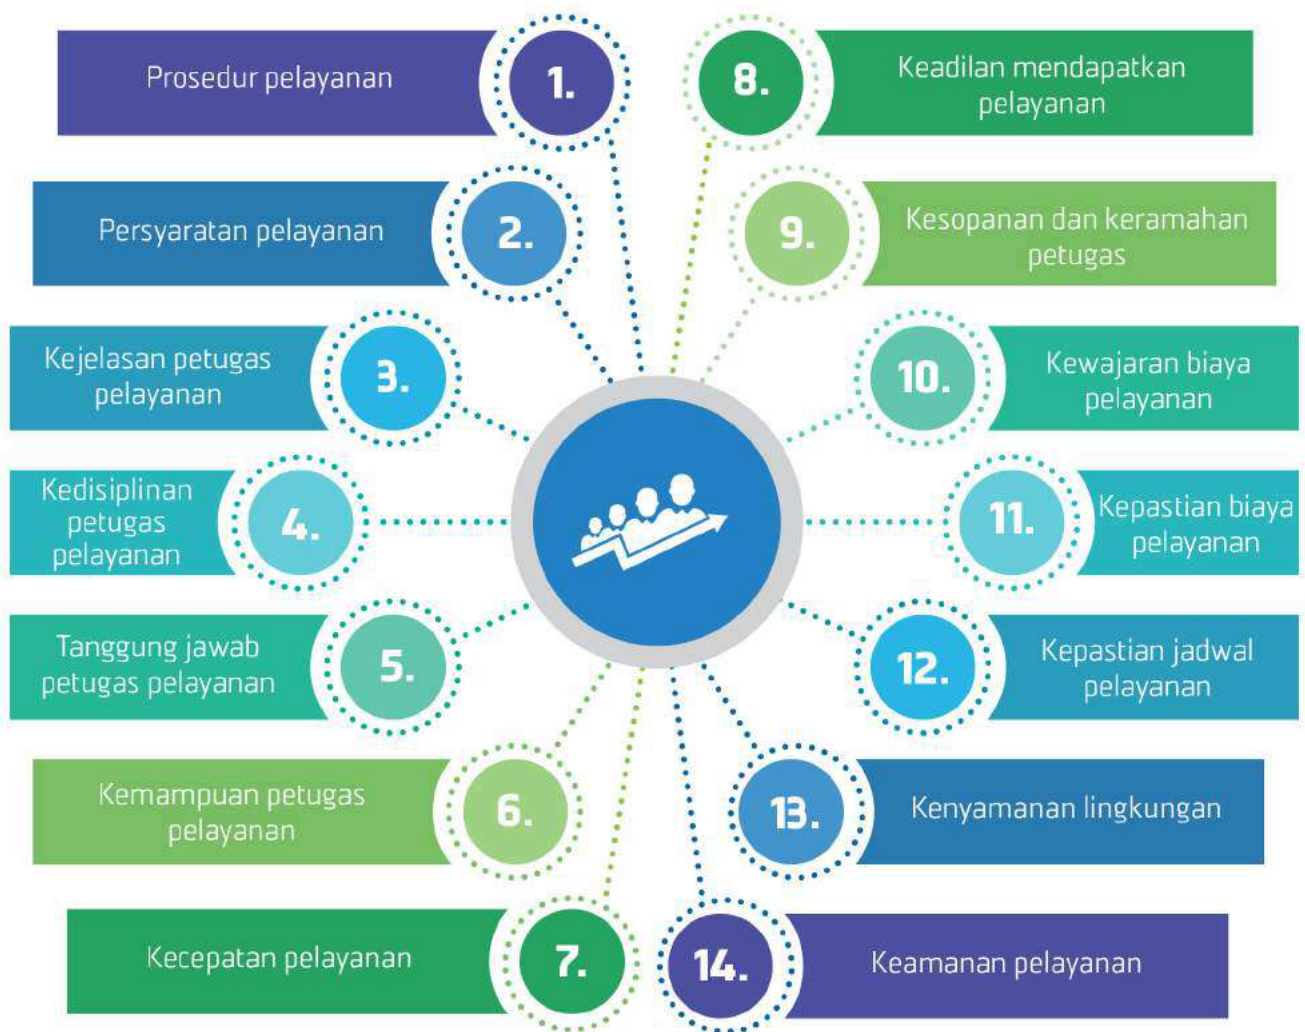 1.
Prosedur pelayanan
2.
Persyaratan pelayanan
3.
Kejelasan petugas
pelayanan
4.
Kedisiplinan
petugas
pelayanan
5.
Tanggung jawab
petugas pelayanan
6.
Kemampuan petugas
pelayanan
7.
Kecepatan pelayanan
8.
Keadilan mendapatkan
pelayanan
9.
Kesopanan dan keramahan
petugas
10.
Kewajaran biaya
pelayanan
11.
Kepastian biaya
pelayanan
12.
Kepastian jadwal
pelayanan
13.
Kenyamanan lingkungan
14.
Keamanan pelayanan